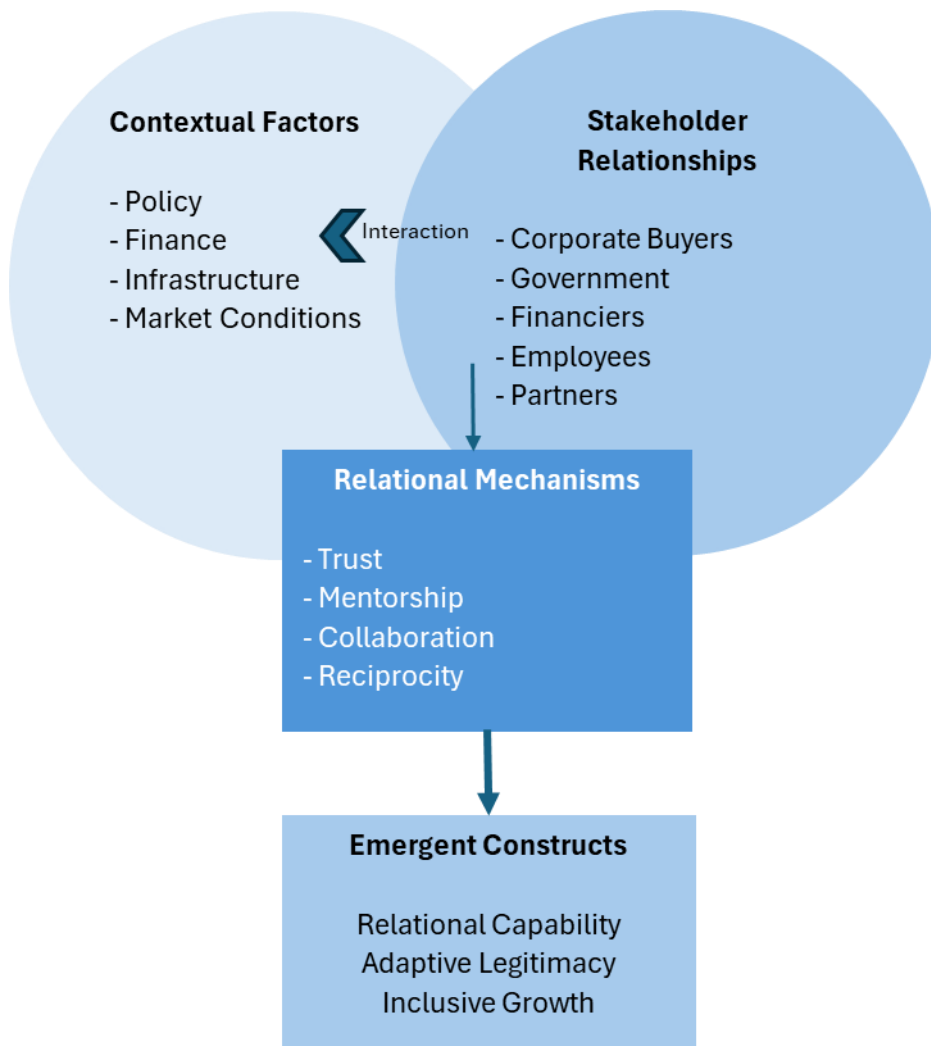 Contextual Factors
- Policy
- Finance
- Infrastructure
- Market Conditions
Interaction
Stakeholder
Relationships
- Corporate Buyers
- Government
- Financiers
- Employees
- Partners
Relational Mechanisms
- Trust
- Mentorship
- Collaboration
- Reciprocity
Emergent Constructs
Relational Capability
Adaptive Legitimacy
Inclusive Growth